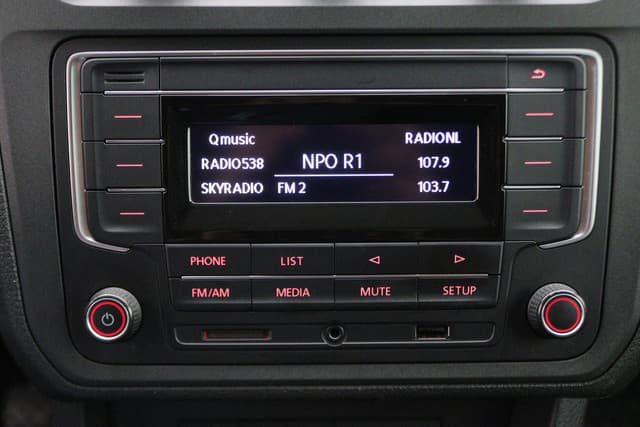 Qmusic RADIONL
RADIO538 NPO R1 107.9
SKYRADIO FM 2 103.7
PHONE LIST
FM/AM MEDIA MUTE SETUP